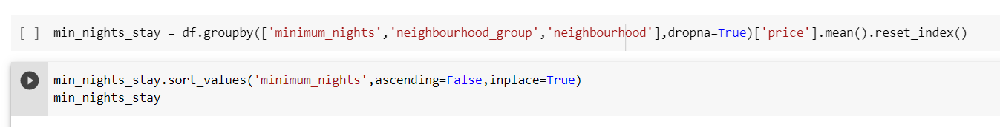 [ ] min_nights_stay = df.groupby(['minimum_nights','neighbourhood_group','neighbourhood'],dropna=True)['price'].mean().reset_index()
min_nights_stay.sort_values('minimum_nights',ascending=False,inplace=True)
min_nights_stay